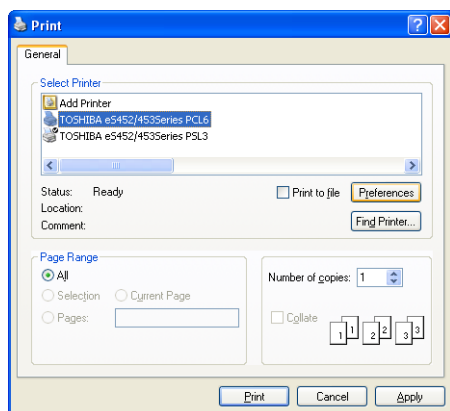 Print
General
Select Printer
Add Printer
TOSHIBA eS452/453Series PCL6
TOSHIBA eS452/453Series PSL3
Status: Ready
Print to file Preferences
Location:
Comment: Find Printer...
Page Range
All
Selection Current Page
Pages:
Number of copies: 1
Collate
1 1 2 2 3 3
Print Cancel Apply